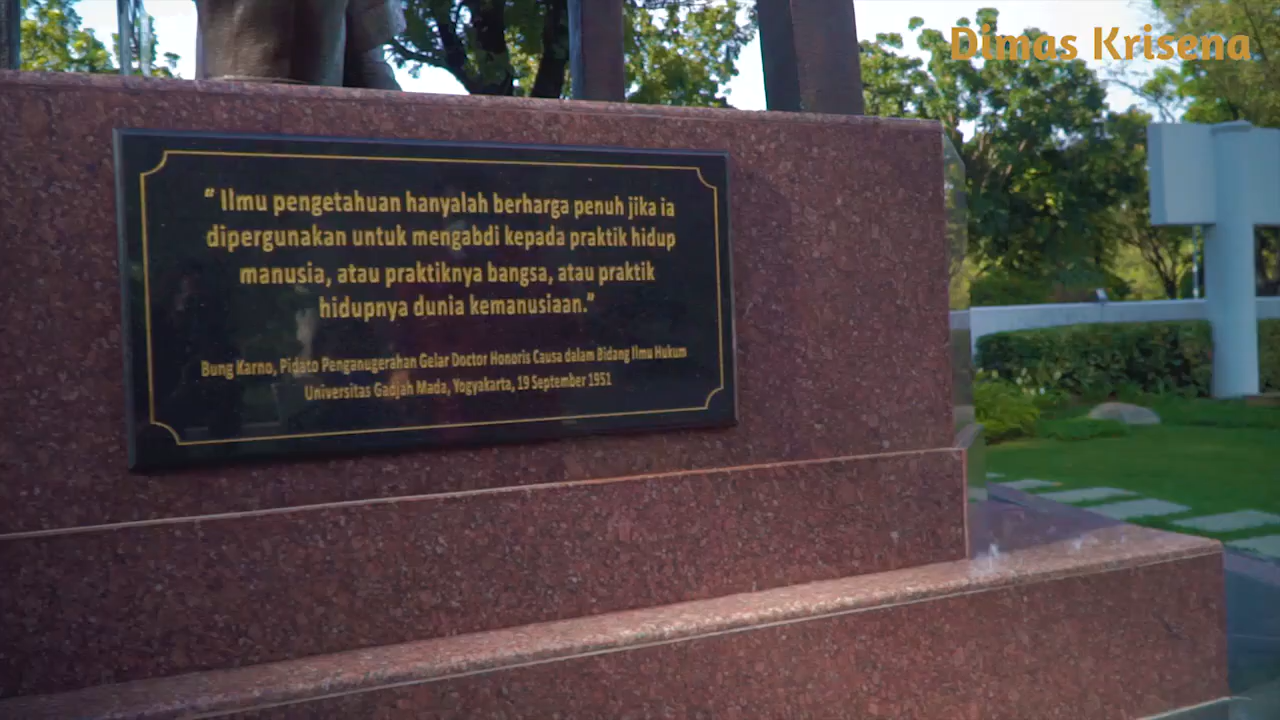 Dimas Krisena
“ Ilmu pengetahuan hanyalah berharga penuh jika ia
dipergunakan untuk mengabdi kepada praktik hidup
manusia, atau praktiknya bangsa, atau praktik
hidupnya dunia kemanusiaan.”
Bung Karno, Pidato Penganugerahan Gelar Doctor Honoris Causa dalam Bidang Ilmu Hukum
Universitas Gadjah Mada, Yogyakarta, 19 September 1951